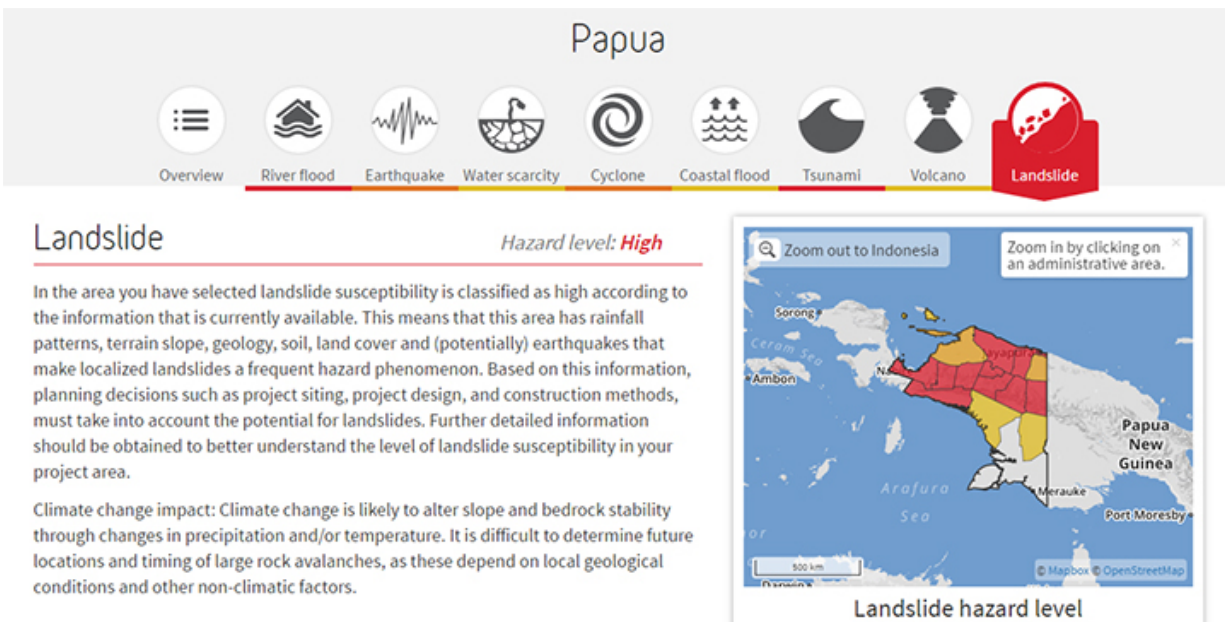 Papua
Overview
River flood
Earthquake
Water scarcity
Cyclone
Coastal flood
Tsunami
Volcano
Landslide
Landslide
Hazard level: High
In the area you have selected landslide susceptibility is classified as high according to
the information that is currently available. This means that this area has rainfall
patterns, terrain slope, geology, soil, land cover and (potentially) earthquakes that
make localized landslides a frequent hazard phenomenon. Based on this information,
planning decisions such as project siting, project design, and construction methods,
must take into account the potential for landslides. Further detailed information
should be obtained to better understand the level of landslide susceptibility in your
project area.
Climate change impact: Climate change is likely to alter slope and bedrock stability
through changes in precipitation and/or temperature. It is difficult to determine future
locations and timing of large rock avalanches, as these depend on local geological
conditions and other non-climatic factors.
Zoom out to Indonesia
Zoom in by clicking on
an administrative area.
Sorong
Ceram Sea
Ambon
Na
ayapura
Papua
New
Guinea
Arafura
Sea
Merauke
Port Moresby
or
500 km
© Mapbox © OpenStreetMap
Landslide hazard level